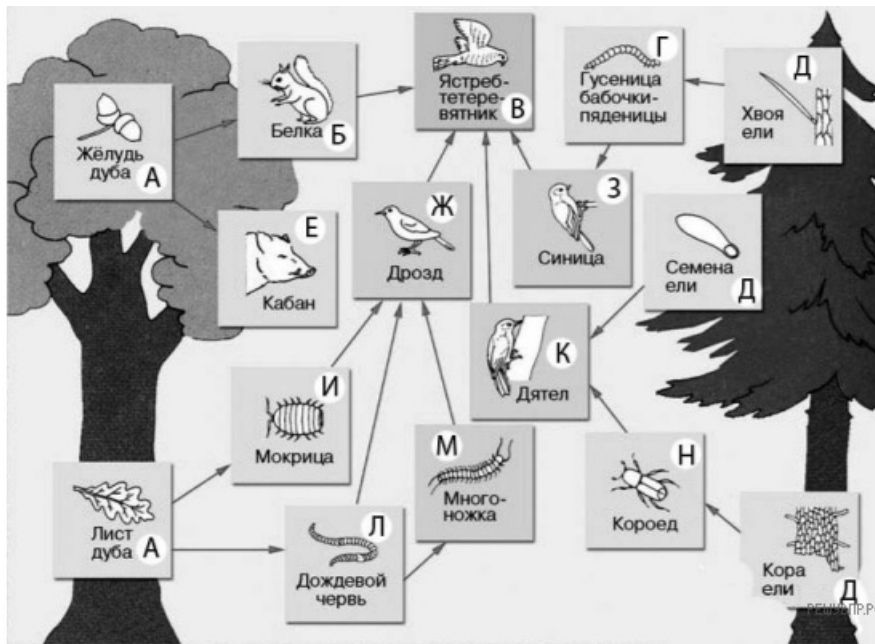 Жёлудь
дуба
А
Белка
Б
Ястреб-
тетере-
вятник
В
Г
Гусеница
бабочки-
пяденицы
Д
Хвоя
ели
Е
Кабан
Ж
Дрозд
З
Синица
Семена
ели
Д
К
Дятел
И
Мокрица
М
Много-
ножка
Н
Короед
Лист
дуба
А
Л
Дождевой
червь
Кора
ели
Д